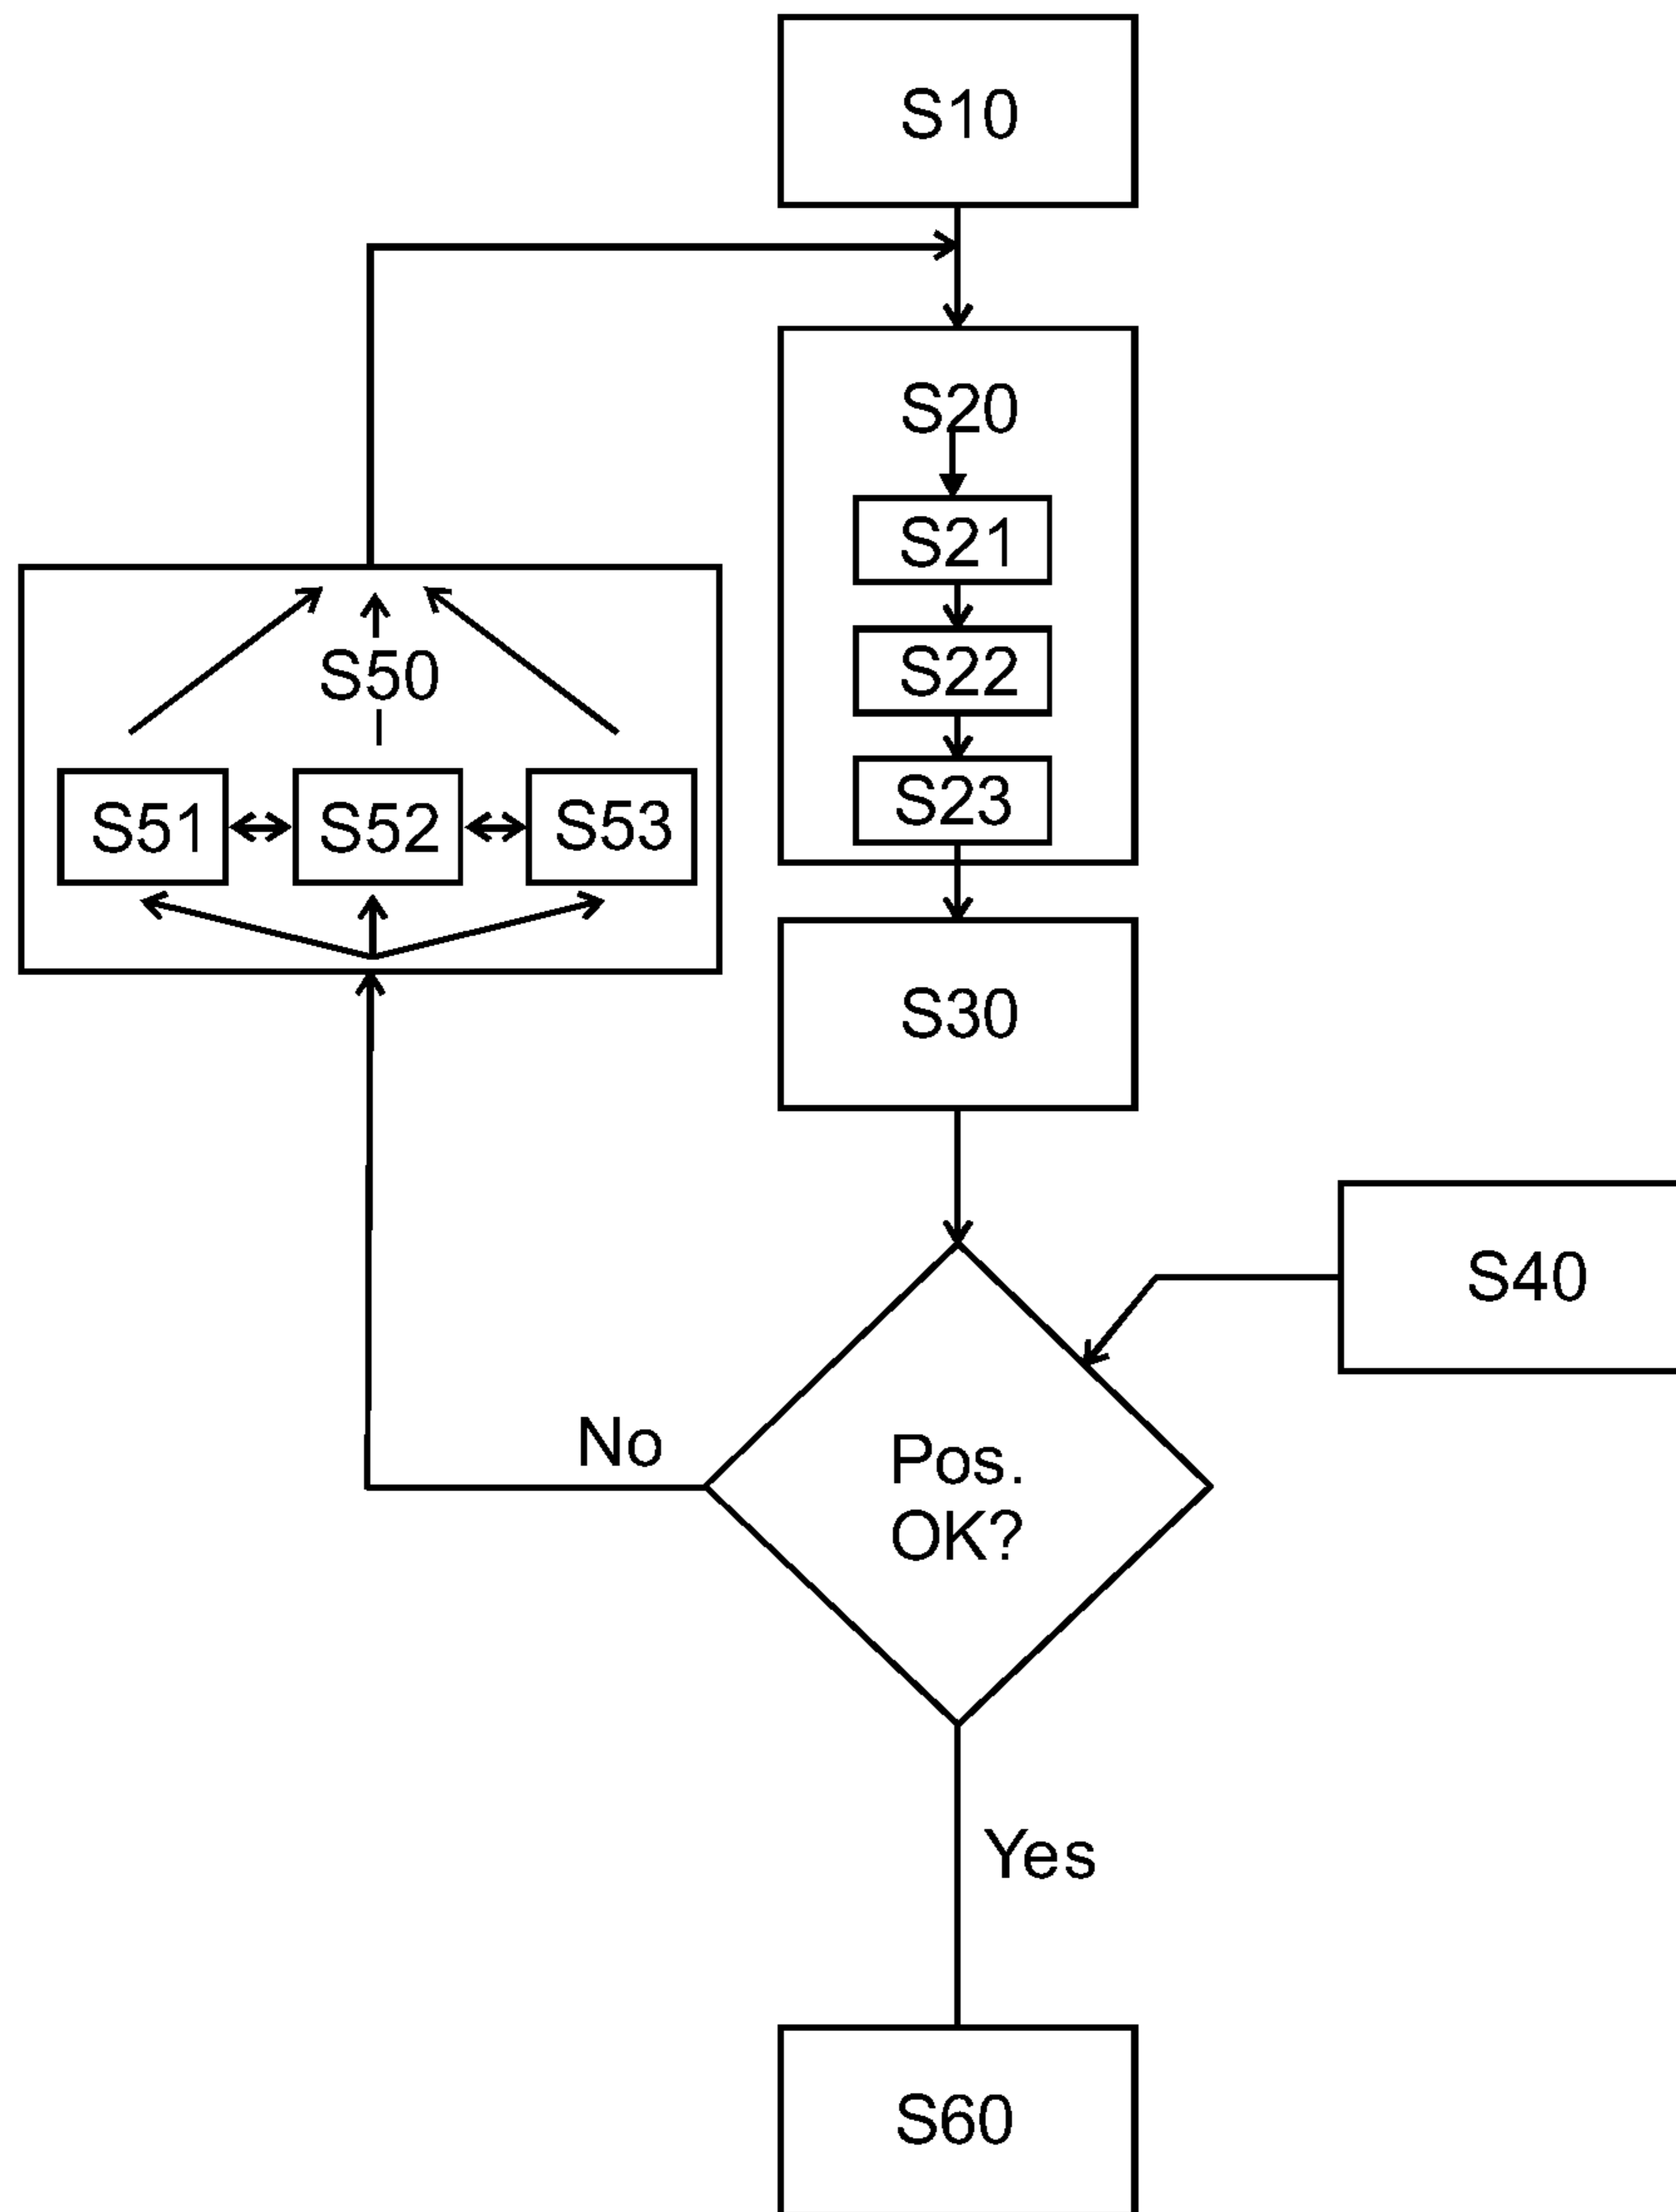 S10
S20
S21
S50
S22
S23
S51 S52 S53
S30
S40
No
Pos.
OK?
Yes
S60